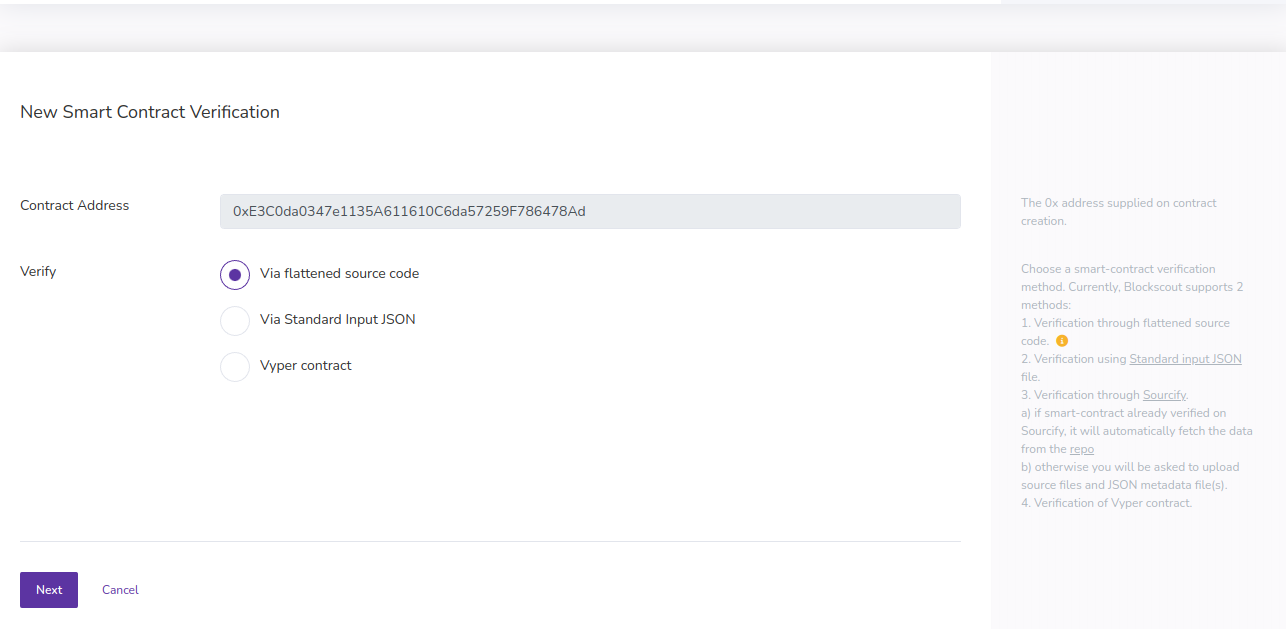 New Smart Contract Verification
Contract Address
0xE3C0da0347e1135A611610C6da57259F786478Ad
The 0x address supplied on contract
creation.
Verify
Via flattened source code
Via Standard Input JSON
Vyper contract
Choose a smart-contract verification
method. Currently, Blockscout supports 2
methods:
1. Verification through flattened source
code.
2. Verification using Standard input JSON
file.
3. Verification through Sourcify.
a) if smart-contract already verified on
Sourcify, it will automatically fetch the data
from the repo
b) otherwise you will be asked to upload
source files and JSON metadata file(s).
4. Verification of Vyper contract.
Next
Cancel